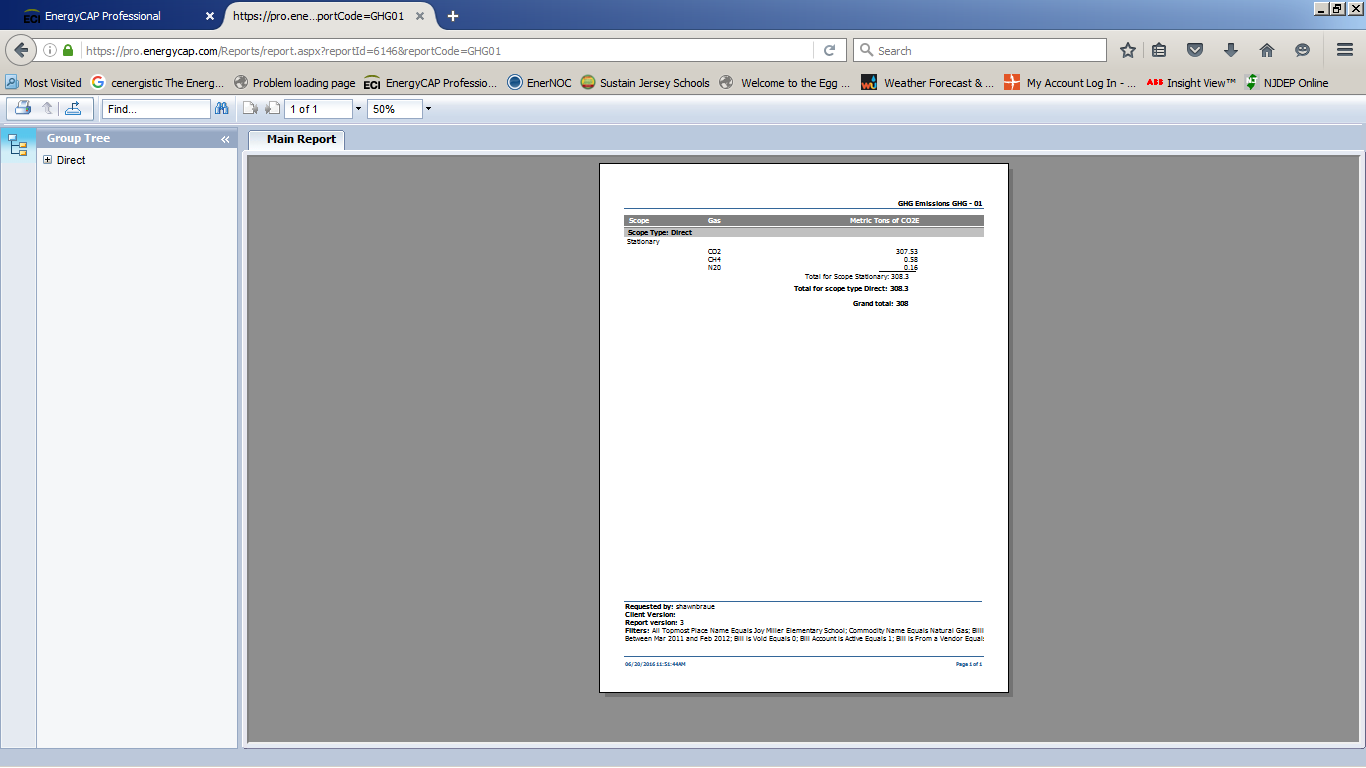 ECI EnergyCAP Professional
https://pro.ene...portCode=GHG01
https://pro.energycap.com/Reports/report.aspx?reportId=6146&reportCode=GHG01
Search
Most Visited
cenergistic The Energ...
Problem loading page
ECI EnergyCAP Professio...
EnerNOC
Sustain Jersey Schools
Welcome to the Egg ...
Weather Forecast & ...
My Account Log In - ...
ABB Insight View™
NJDEP Online
Find...
1 of 1
50%
Group Tree
Direct
Main Report
GHG Emissions GHG - 01
Scope Gas Metric Tons of CO2E
Scope Type: Direct
Stationary
CO2 307.53
CH4 0.58
N20 0.16
Total for Scope Stationary: 308.3
Total for scope type Direct: 308.3
Grand total: 308
Requested by: shawnbraue
Client Version:
Report version: 3
Filters: All Topmost Place Name Equals Joy Miller Elementary School; Commodity Name Equals Natural Gas; Billi
Between Mar 2011 and Feb 2012; Bill is Void Equals 0; Bill Account is Active Equals 1; Bill is From a Vendor Equals
06/20/2016 11:51:44AM
Page 1 of 1